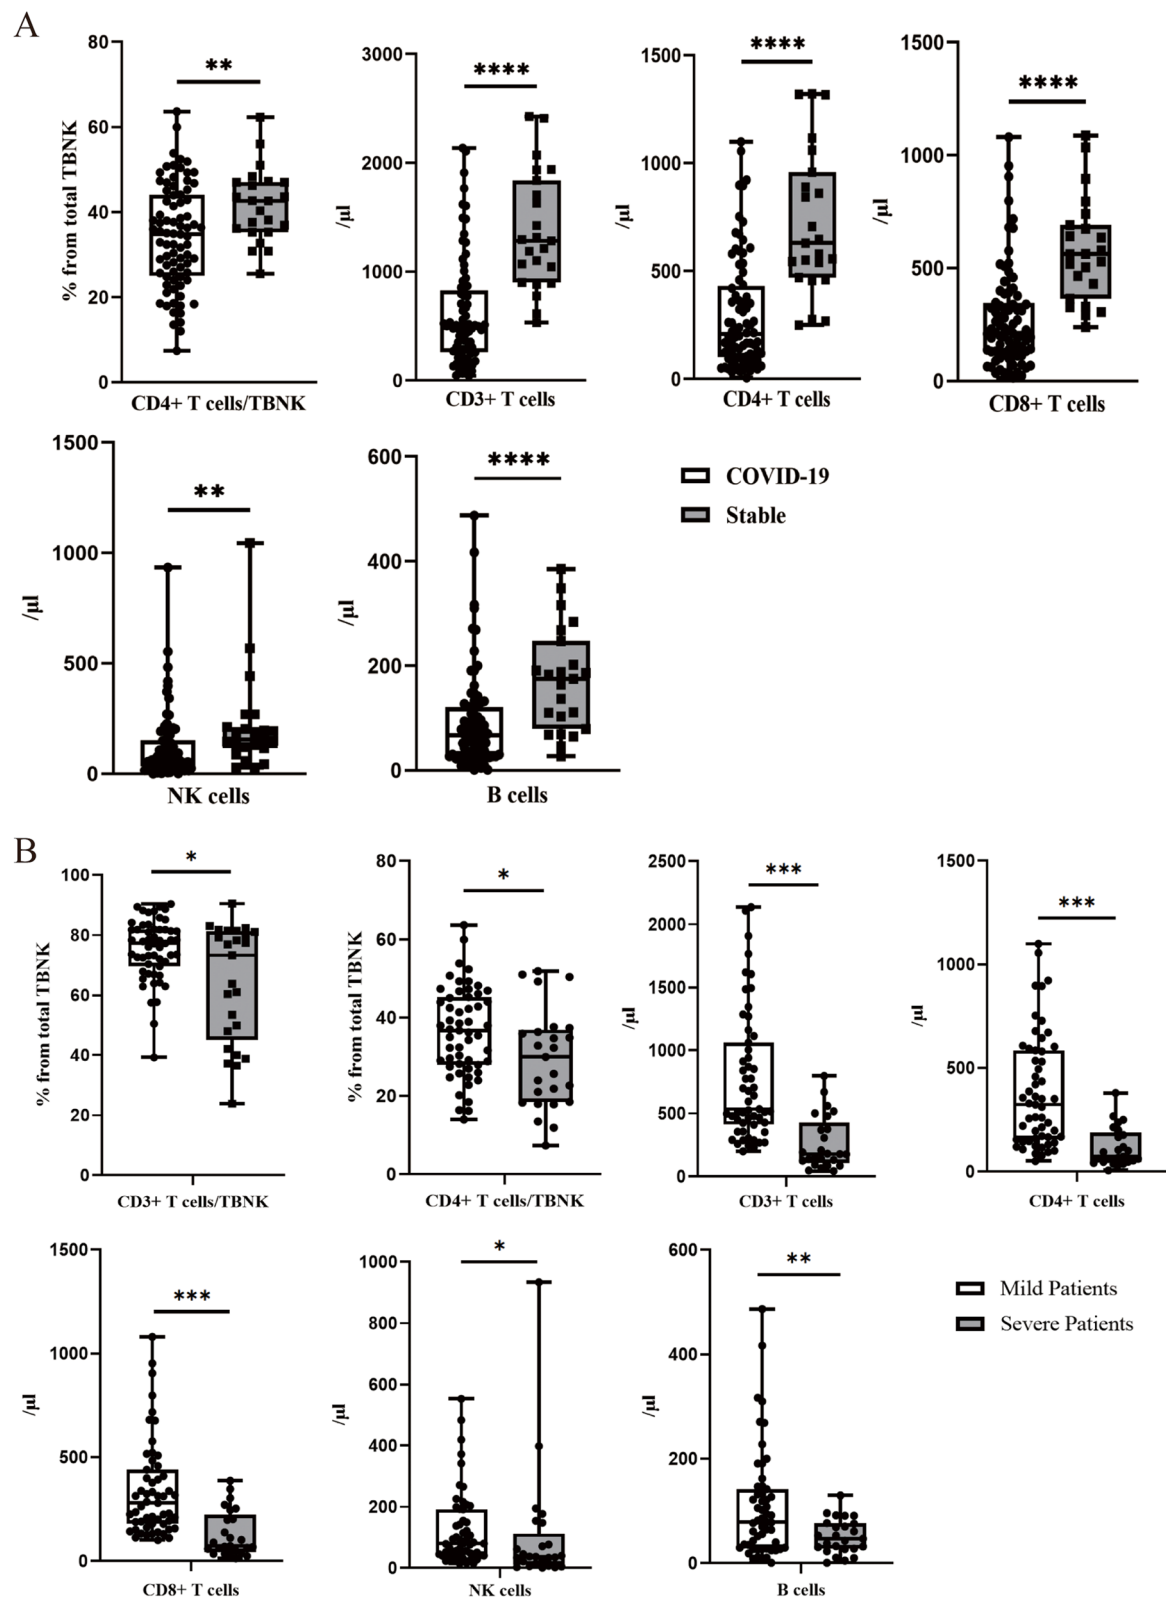 A
80
60
40
20
0
% from total TBNK
**
CD4+ T cells/TBNK
3000
2000
1000
0
/µl
****
CD3+ T cells
1500
1000
500
0
/µl
****
CD4+ T cells
1500
1000
500
0
/µl
****
CD8+ T cells
1500
1000
500
0
/µl
**
NK cells
600
400
200
0
/µl
****
B cells
COVID-19
Stable
B
100
80
60
40
20
0
% from total TBNK
*
CD3+ T cells/TBNK
80
60
40
20
0
% from total TBNK
*
CD4+ T cells/TBNK
2500
2000
1500
1000
500
0
/µl
***
CD3+ T cells
1500
1000
500
0
/µl
***
CD4+ T cells
1500
1000
500
0
/µl
***
CD8+ T cells
1000
800
600
400
200
0
/µl
*
NK cells
600
400
200
0
/µl
**
B cells
Mild Patients
Severe Patients